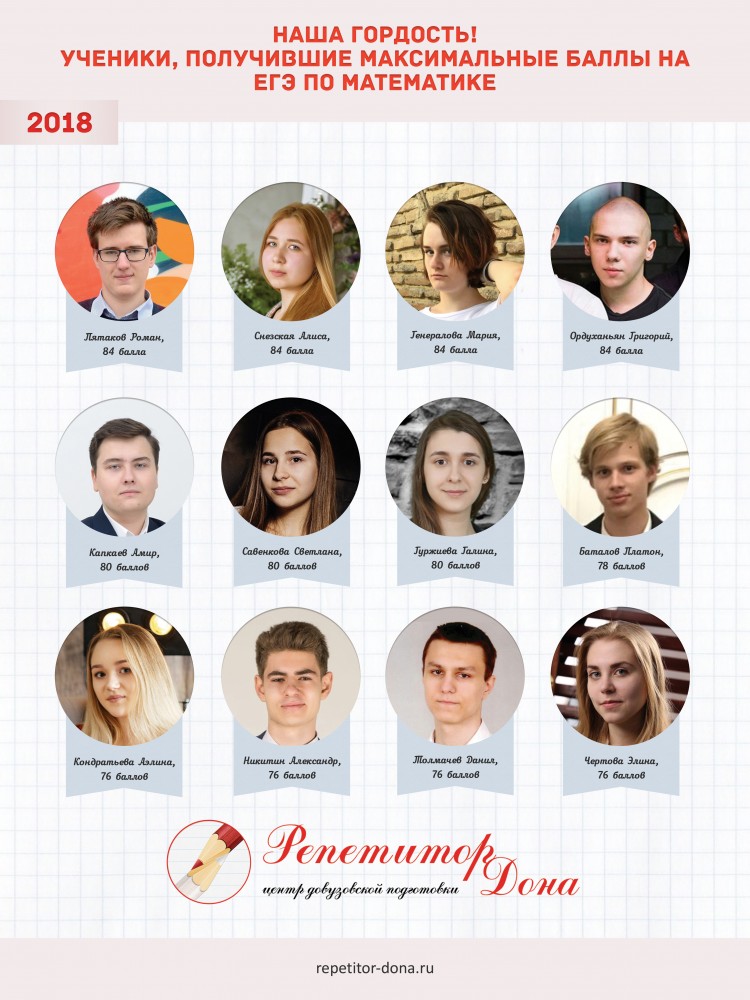 НАША ГОРДОСТЬ!
УЧЕНИКИ, ПОЛУЧИВШИЕ МАКСИМАЛЬНЫЕ БАЛЛЫ НА
ЕГЭ ПО МАТЕМАТИКЕ
2018
Пятаков Роман,
84 балла
Снезская Алиса,
84 балла
Генералова Мария,
84 балла
Ордуханьян Григорий,
84 балла
Капкаев Амир,
80 баллов
Савенкова Светлана,
80 баллов
Гуржиева Галина,
80 баллов
Баталов Платон,
78 баллов
Кондратьева Аэлина,
76 баллов
Никитин Александр,
76 баллов
Толмачев Данил,
76 баллов
Чертова Элина,
76 баллов
Репетитор
Дона
центр довузовской подготовки
repetitor-dona.ru